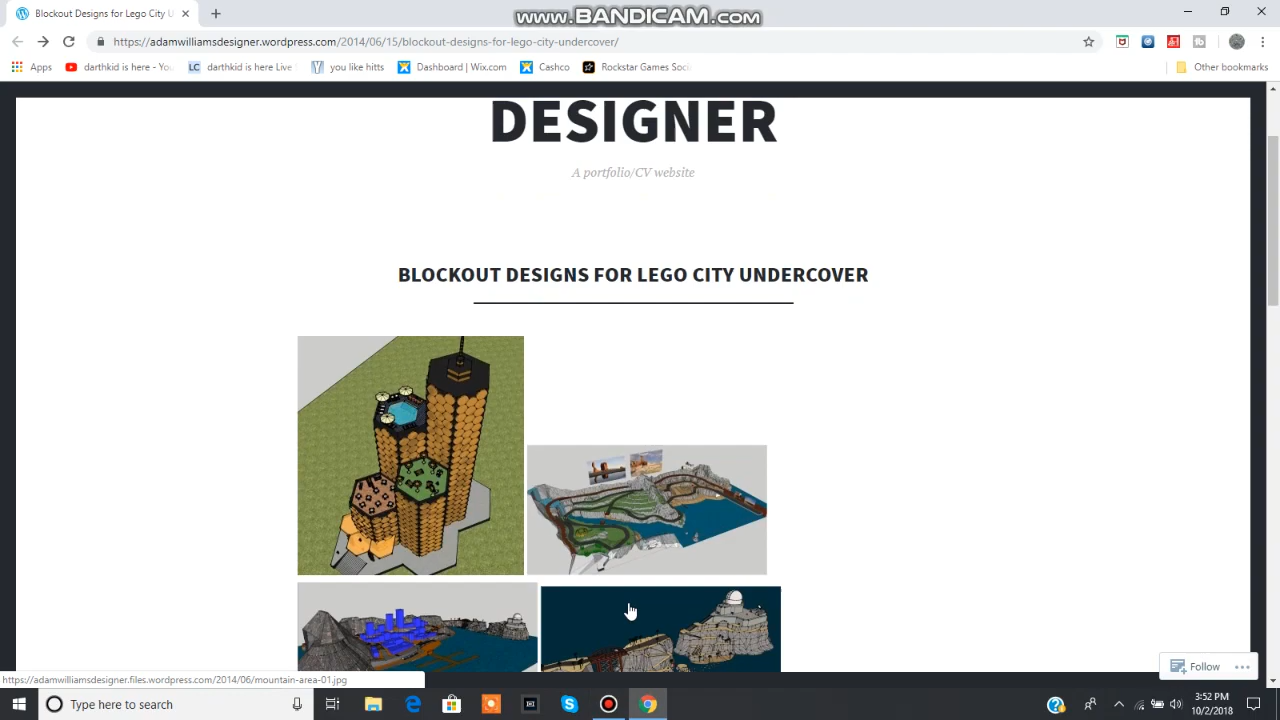 Blockout Designs for Lego City U
www.BANDICAM.com
https://adamwilliamsdesigner.wordpress.com/2014/06/15/blockout-designs-for-lego-city-undercover/
Apps
darthkid is here - You
LC
darthkid is here Live
you like hitts
Dashboard | Wix.com
Cashco
Rockstar Games Soci
Other bookmarks
DESIGNER
A portfolio/CV website
BLOCKOUT DESIGNS FOR LEGO CITY UNDERCOVER
Follow
https://adamwilliamsdesigner.files.wordpress.com/2014/06/mountain-area-01.jpg
Type here to search
3:52 PM
10/2/2018